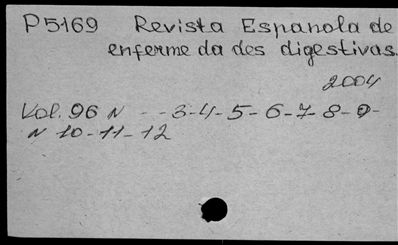 P5169 Revista Espanola de
enferme da des digestivas.
2004
Vol. 96 N - - 3-4-5-6-7-8-9-
N 10-11-12